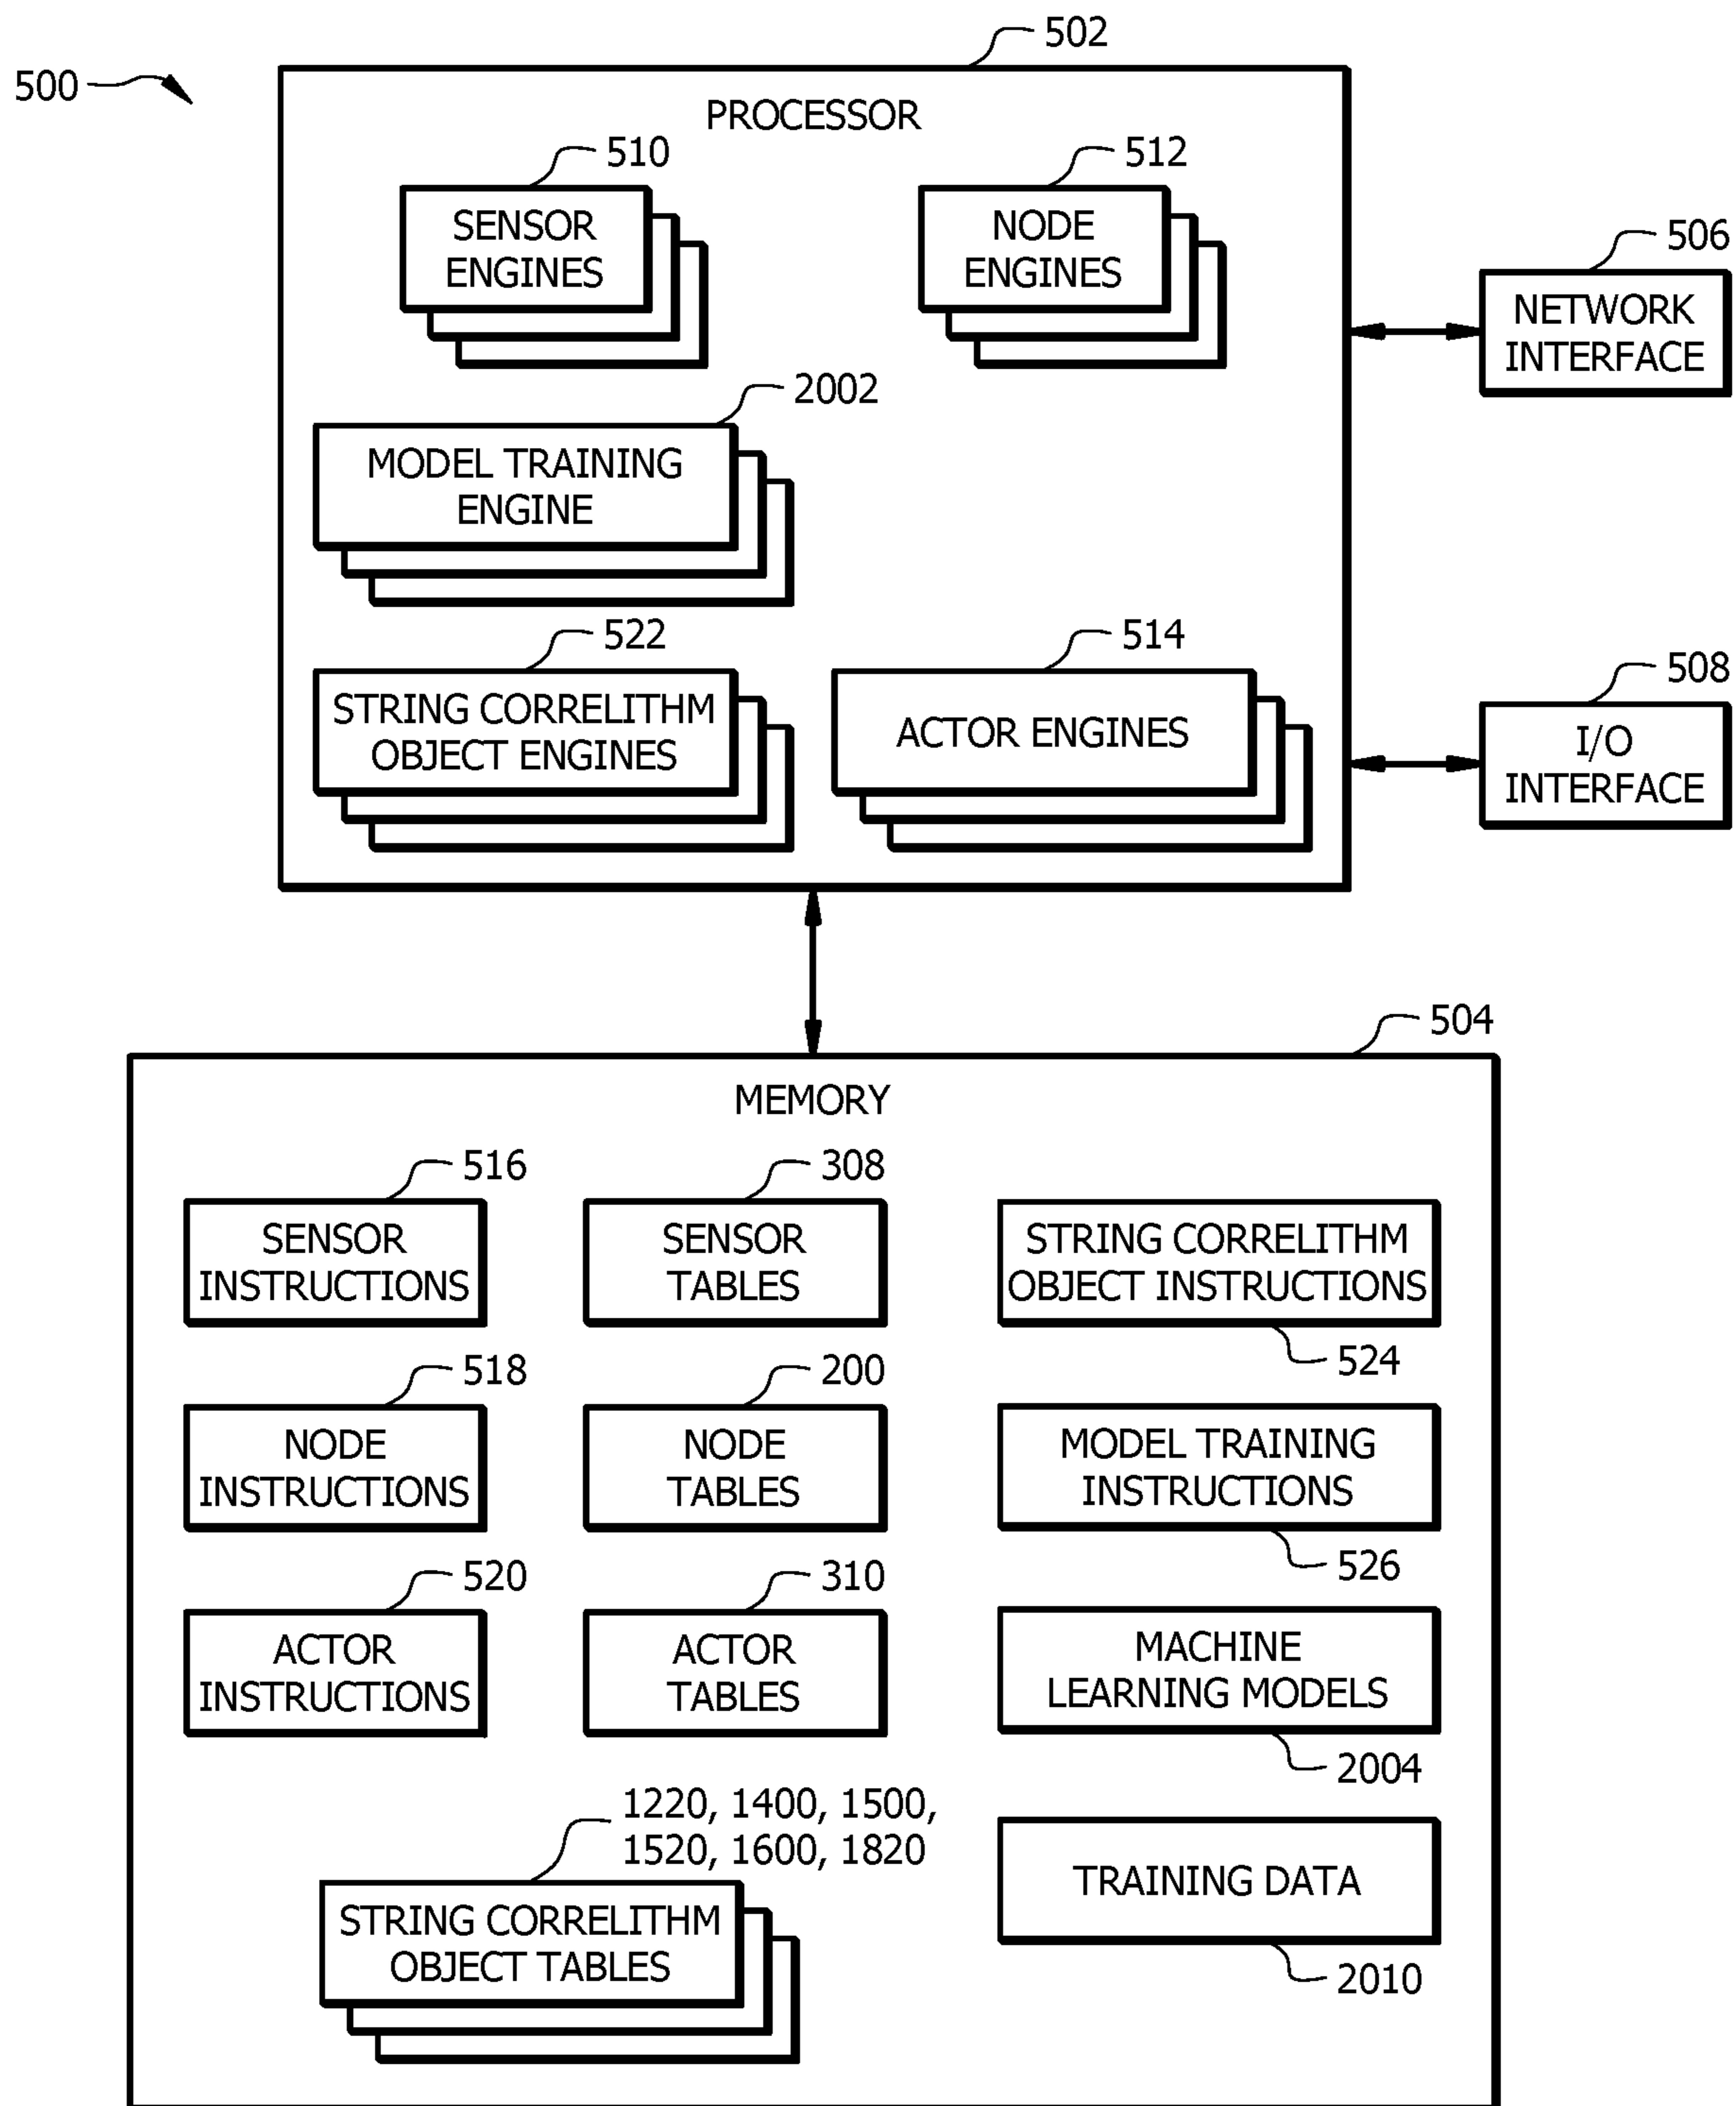 502
500
PROCESSOR
510
512
SENSOR
ENGINES
NODE
ENGINES
506
NETWORK
INTERFACE
2002
MODEL TRAINING
ENGINE
522
514
STRING CORRELITHM
OBJECT ENGINES
ACTOR ENGINES
508
I/O
INTERFACE
504
MEMORY
516
308
SENSOR
INSTRUCTIONS
SENSOR
TABLES
STRING CORRELITHM
OBJECT INSTRUCTIONS
524
518
200
NODE
INSTRUCTIONS
NODE
TABLES
MODEL TRAINING
INSTRUCTIONS
526
520
310
ACTOR
INSTRUCTIONS
ACTOR
TABLES
MACHINE
LEARNING MODELS
2004
1220, 1400, 1500,
1520, 1600, 1820
STRING CORRELITHM
OBJECT TABLES
TRAINING DATA
2010